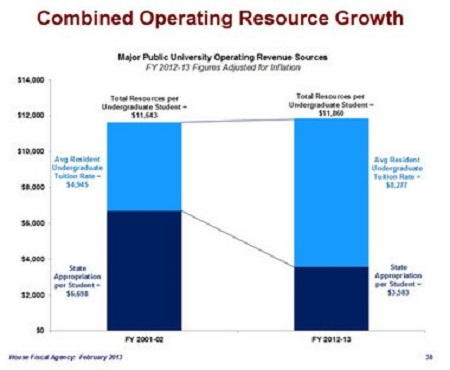 Combined Operating Resource Growth
Major Public University Operating Revenue Sources
FY 2012-13 Figures Adjusted for Inflation
$14,000
$12,000
$10,000
$8,000
$6,000
$4,000
$2,000
$0
Total Resources per
Undergraduate Student =
$11,643
Total Resources per
Undergraduate Student =
$11,860
Avg Resident
Undergraduate
Tuition Rate =
$4,945
Avg Resident
Undergraduate
Tuition Rate =
$8,277
State
Appropriation
per Student =
$6,698
State
Appropriation
per Student =
$3,583
FY 2001-02
FY 2012-13
House Fiscal Agency: February 2013